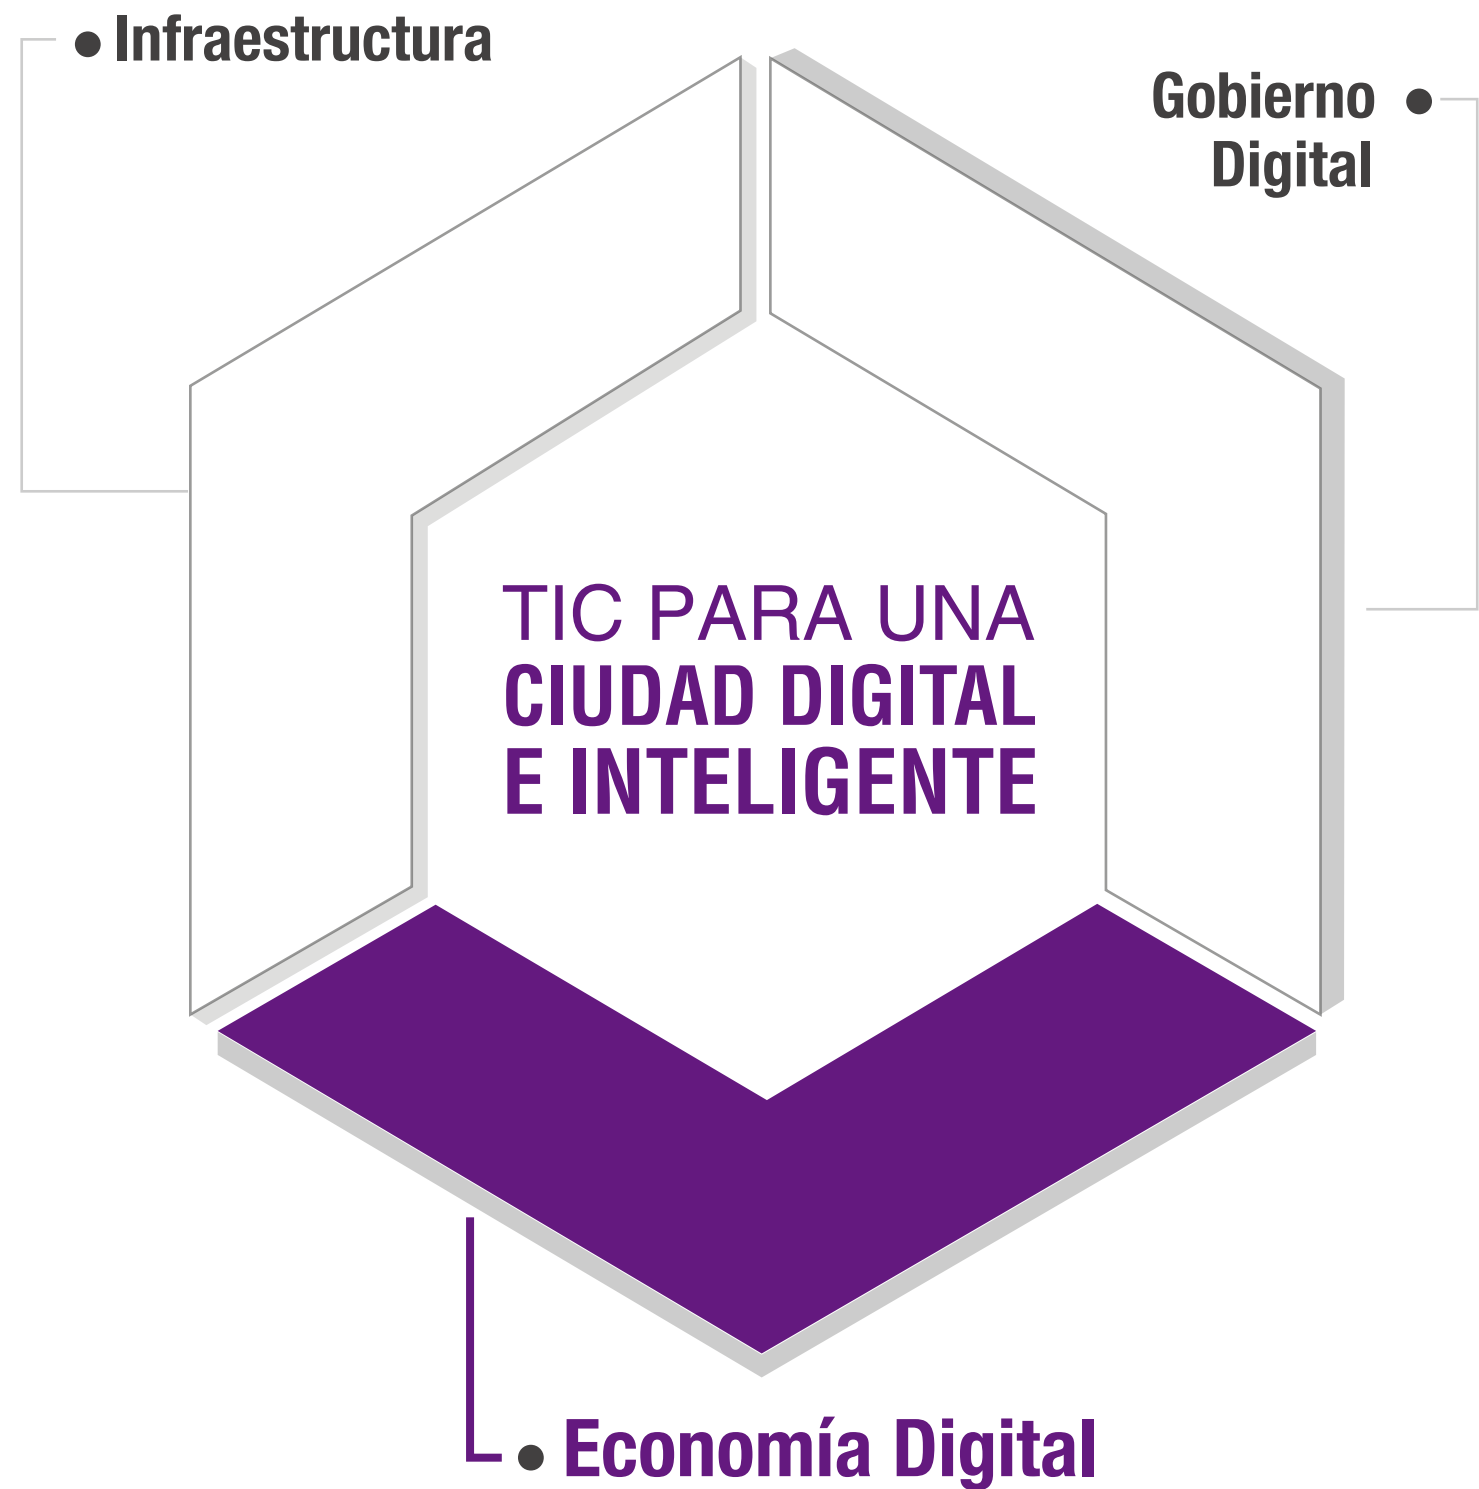 Infraestructura
Gobierno
Digital
TIC PARA UNA
CIUDAD DIGITAL
E INTELIGENTE
Economía Digital